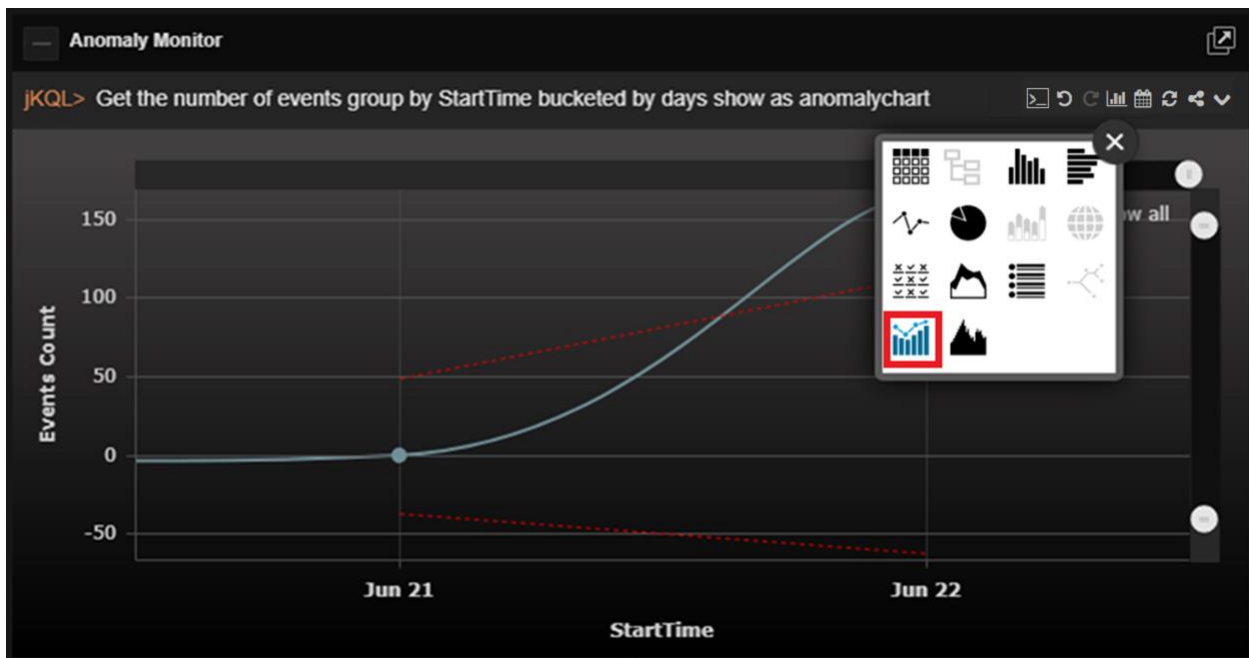 Anomaly Monitor
jKQL> Get the number of events group by StartTime bucketed by days show as anomalychart
all
150
100
50
0
-50
Events Count
Jun 21
Jun 22
StartTime